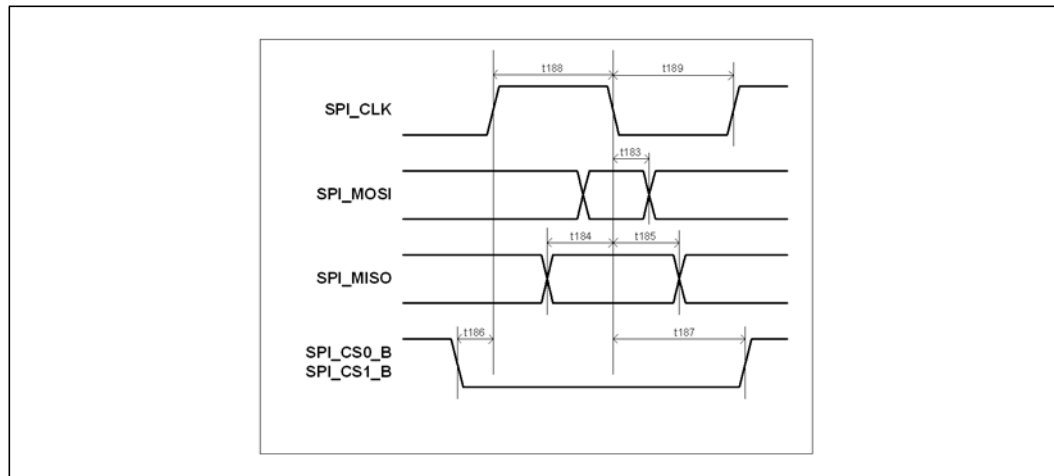 t188 t189
SPI_CLK
t183
SPI_MOSI
t184 t185
SPI_MISO
t186 t187
SPI_CS0_B
SPI_CS1_B